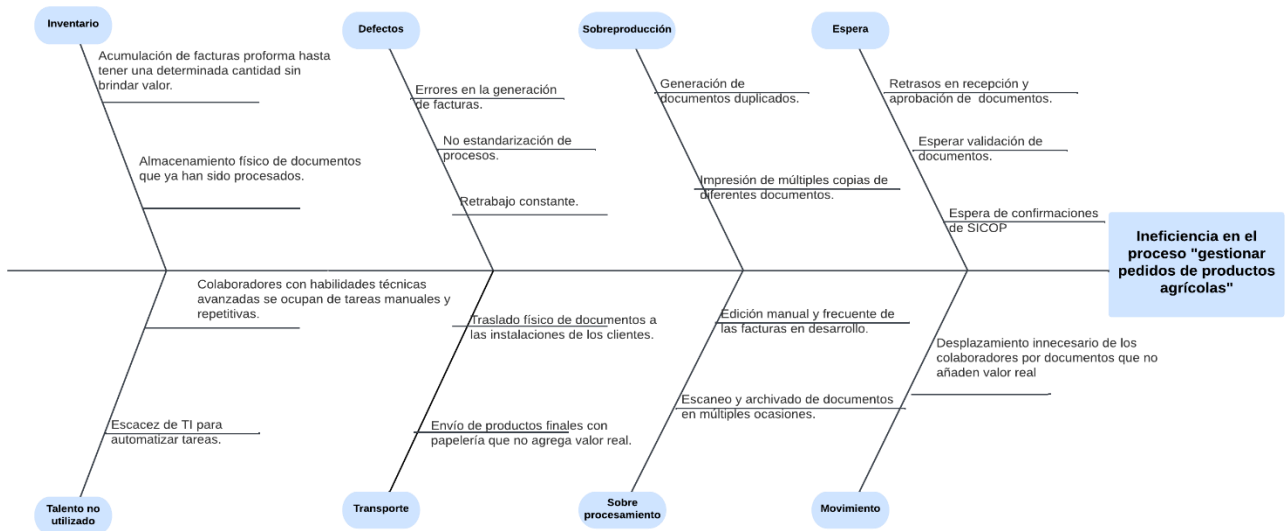 Inventario
Defectos
Sobreproducción
Espera
Acumulación de facturas proforma hasta
tener una determinada cantidad sin
brindar valor.
Almacenamiento físico de documentos
que ya han sido procesados.
Errores en la generación
de facturas.
No estandarización de
procesos.
Retrabajo constante.
Generación de
documentos duplicados.
Impresión de múltiples copias de
diferentes documentos.
Retrasos en recepción y
aprobación de documentos.
Esperar validación de
documentos.
Espera de confirmaciones
de SICOP
Ineficiencia en el
proceso "gestionar
pedidos de productos
agrícolas"
Colaboradores con habilidades técnicas
avanzadas se ocupan de tareas manuales y
repetitivas.
Escacez de TI para
automatizar tareas.
Traslado físico de documentos a
las instalaciones de los clientes.
Envío de productos finales con
papelería que no agrega valor real.
Edición manual y frecuente de
las facturas en desarrollo.
Escaneo y archivado de documentos
en múltiples ocasiones.
Desplazamiento innecesario de los
colaboradores por documentos que no
añaden valor real
Talento no
utilizado
Transporte
Sobre
procesamiento
Movimiento